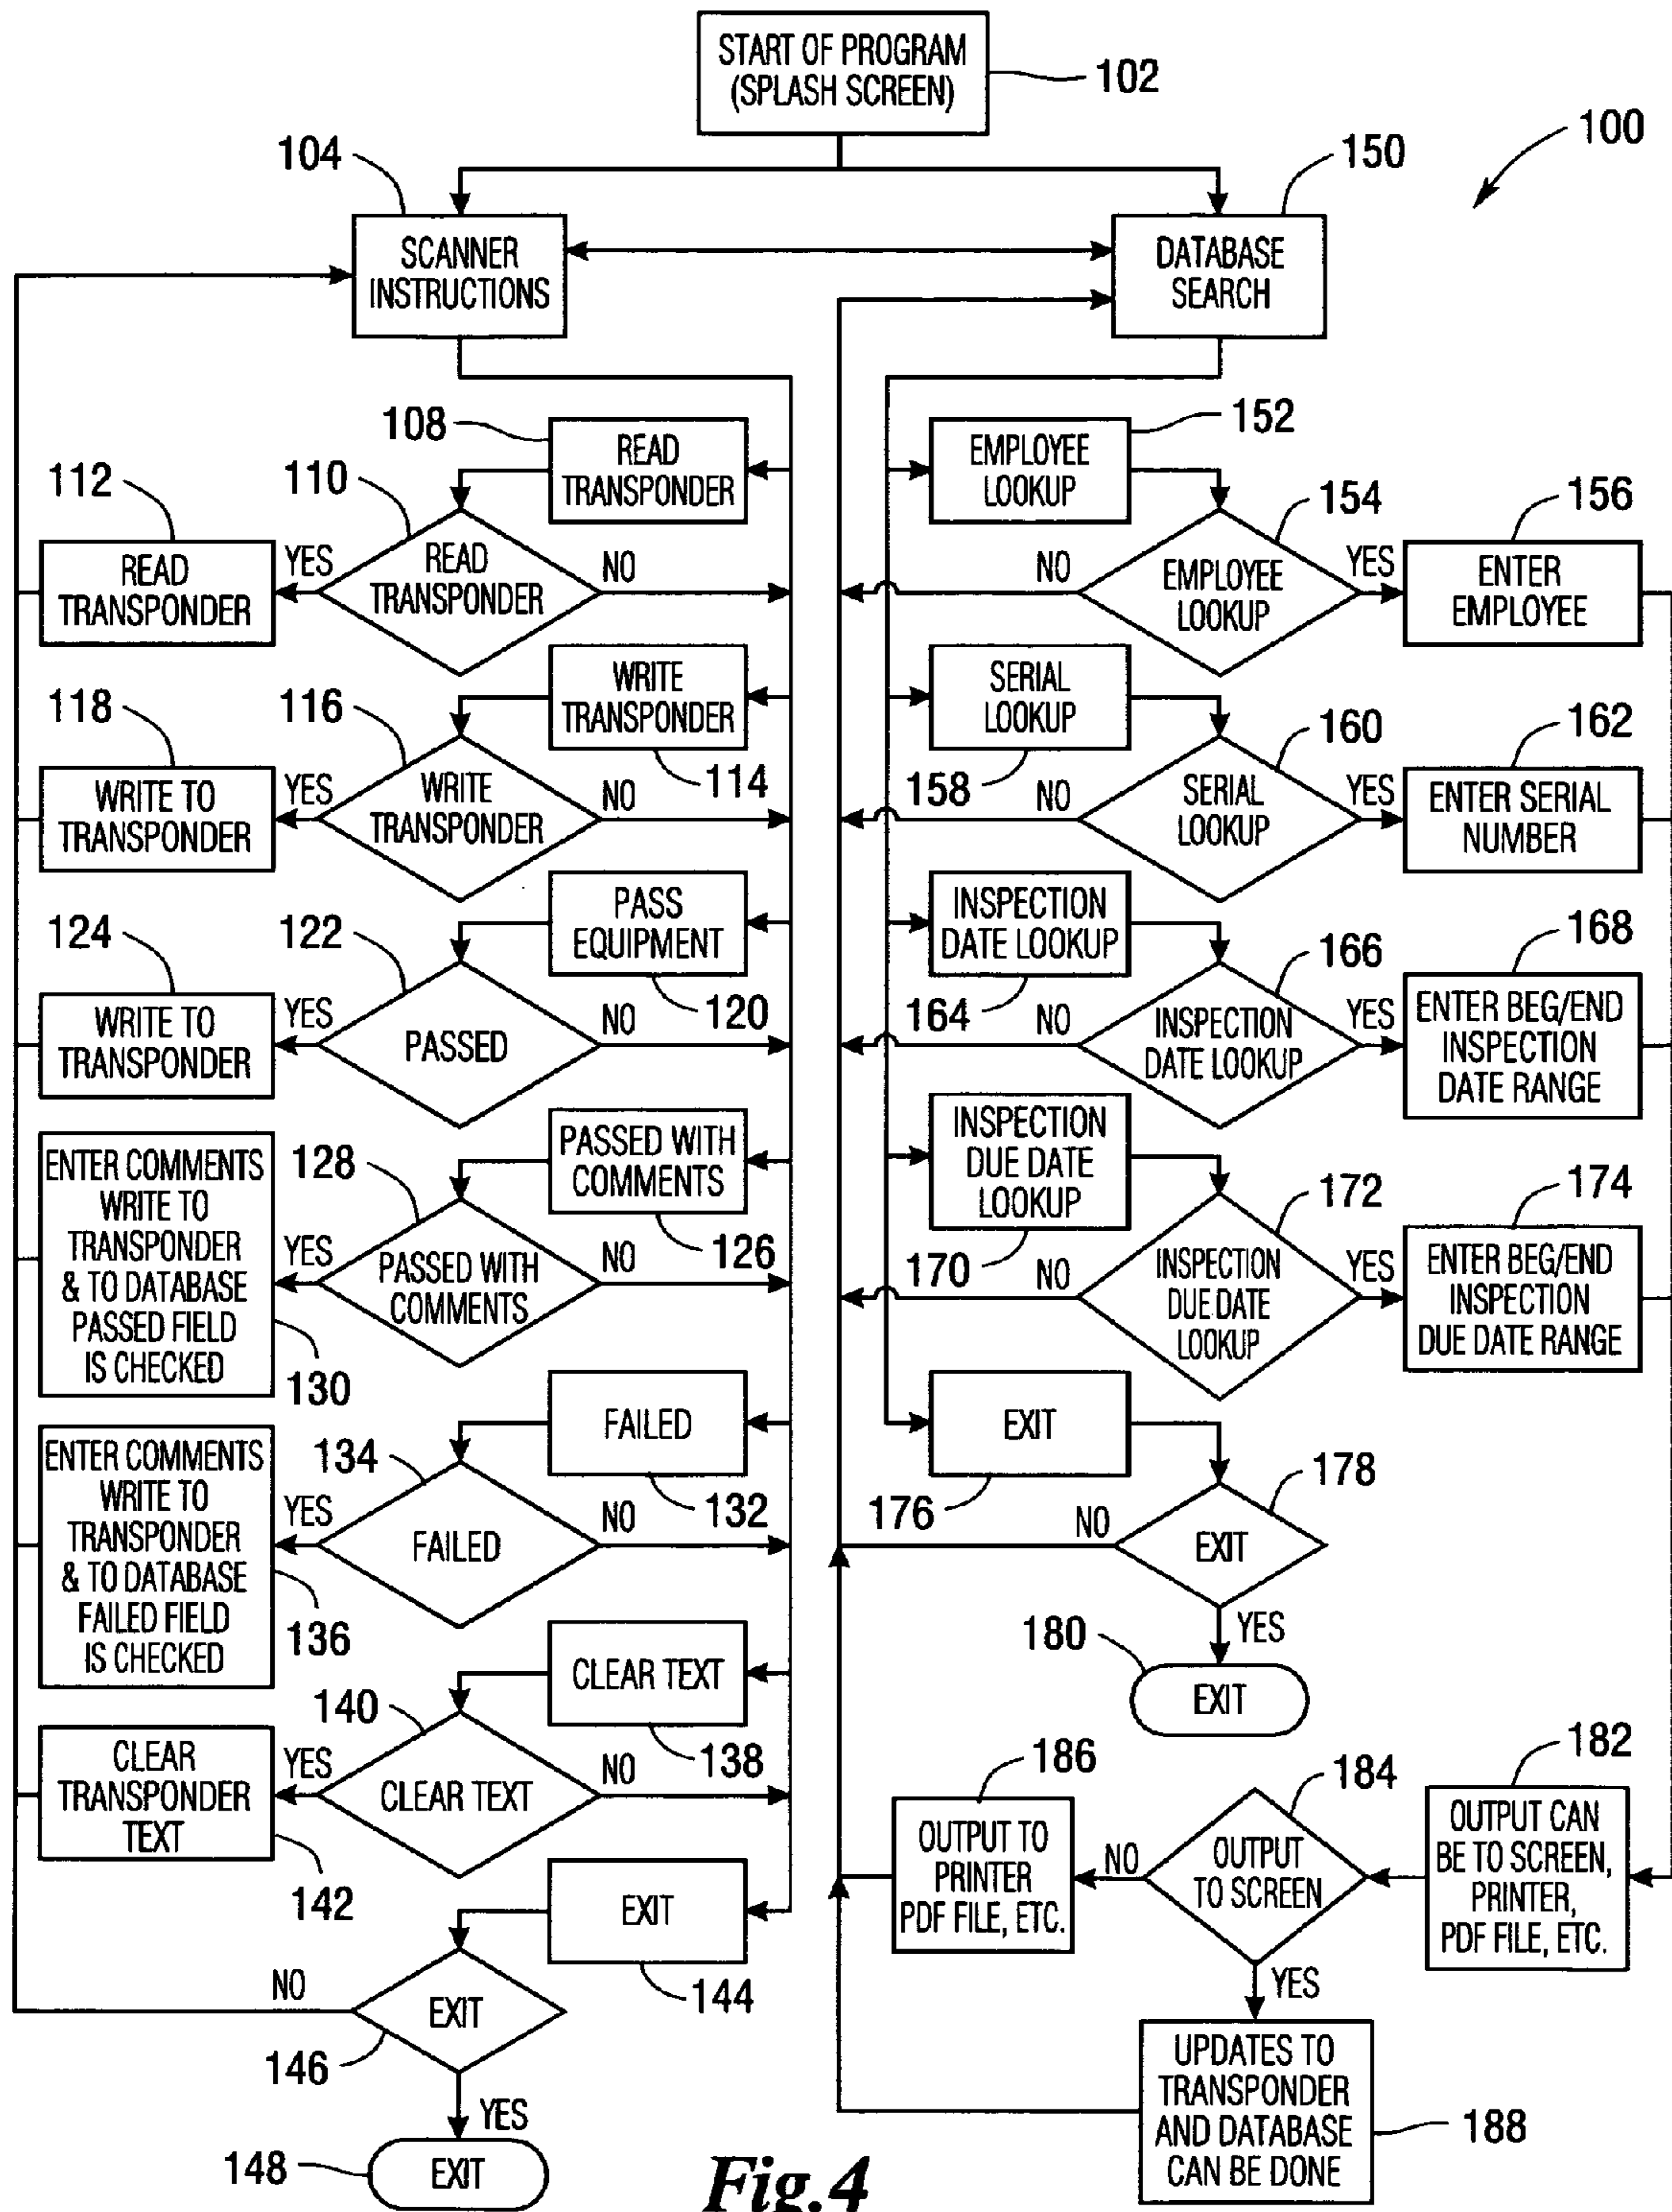 START OF PROGRAM
(SPLASH SCREEN)
102
100
104
SCANNER
INSTRUCTIONS
150
DATABASE
SEARCH
108
READ
TRANSPONDER
110
READ
TRANSPONDER
YES
NO
112
READ
TRANSPONDER
WRITE
TRANSPONDER
114
116
WRITE
TRANSPONDER
YES
NO
118
WRITE TO
TRANSPONDER
PASS
EQUIPMENT
120
122
PASSED
YES
NO
124
WRITE TO
TRANSPONDER
PASSED WITH
COMMENTS
126
128
PASSED WITH
COMMENTS
YES
NO
ENTER COMMENTS
WRITE TO
TRANSPONDER
& TO DATABASE
PASSED FIELD
IS CHECKED
130
FAILED
132
134
FAILED
YES
NO
ENTER COMMENTS
WRITE TO
TRANSPONDER
& TO DATABASE
FAILED FIELD
IS CHECKED
136
CLEAR TEXT
138
140
CLEAR TEXT
YES
NO
CLEAR
TRANSPONDER
TEXT
142
EXIT
144
EXIT
146
NO
YES
148
EXIT
152
EMPLOYEE
LOOKUP
154
EMPLOYEE
LOOKUP
NO
YES
156
ENTER
EMPLOYEE
SERIAL
LOOKUP
158
160
SERIAL
LOOKUP
NO
YES
162
ENTER SERIAL
NUMBER
INSPECTION
DATE LOOKUP
164
166
INSPECTION
DATE LOOKUP
NO
YES
168
ENTER BEG/END
INSPECTION
DATE RANGE
INSPECTION
DUE DATE
LOOKUP
170
172
INSPECTION
DUE DATE
LOOKUP
NO
YES
174
ENTER BEG/END
INSPECTION
DUE DATE RANGE
EXIT
176
178
EXIT
NO
YES
180
EXIT
182
OUTPUT CAN
BE TO SCREEN,
PRINTER,
PDF FILE, ETC.
184
OUTPUT
TO SCREEN
NO
YES
186
OUTPUT TO
PRINTER
PDF FILE, ETC.
UPDATES TO
TRANSPONDER
AND DATABASE
CAN BE DONE
188
Fig.4